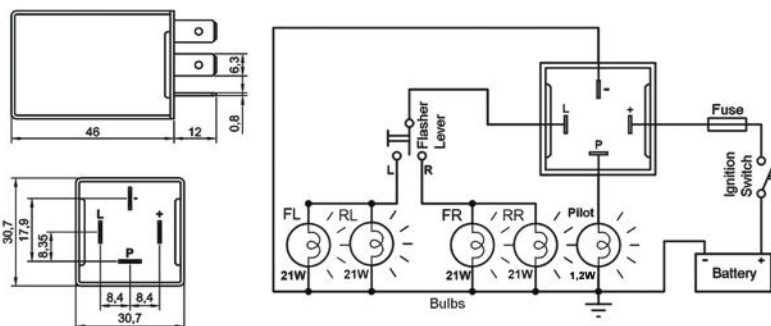 46
12
6,3
0,8
30,7
17,9
8,35
-
L
+
P
8,4
8,4
30,7
-
L
+
P
Fuse
Flasher
Lever
L
R
Ignition
Switch
FL
RL
FR
RR
Pilot
21W
21W
21W
21W
1,2W
-
+
Battery
Bulbs